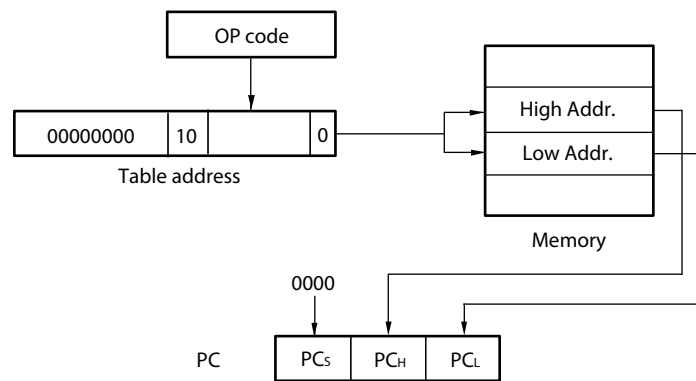 OP code
00000000 10 0
Table address
High Addr.
Low Addr.
Memory
0000
PC PCS PCH PCL